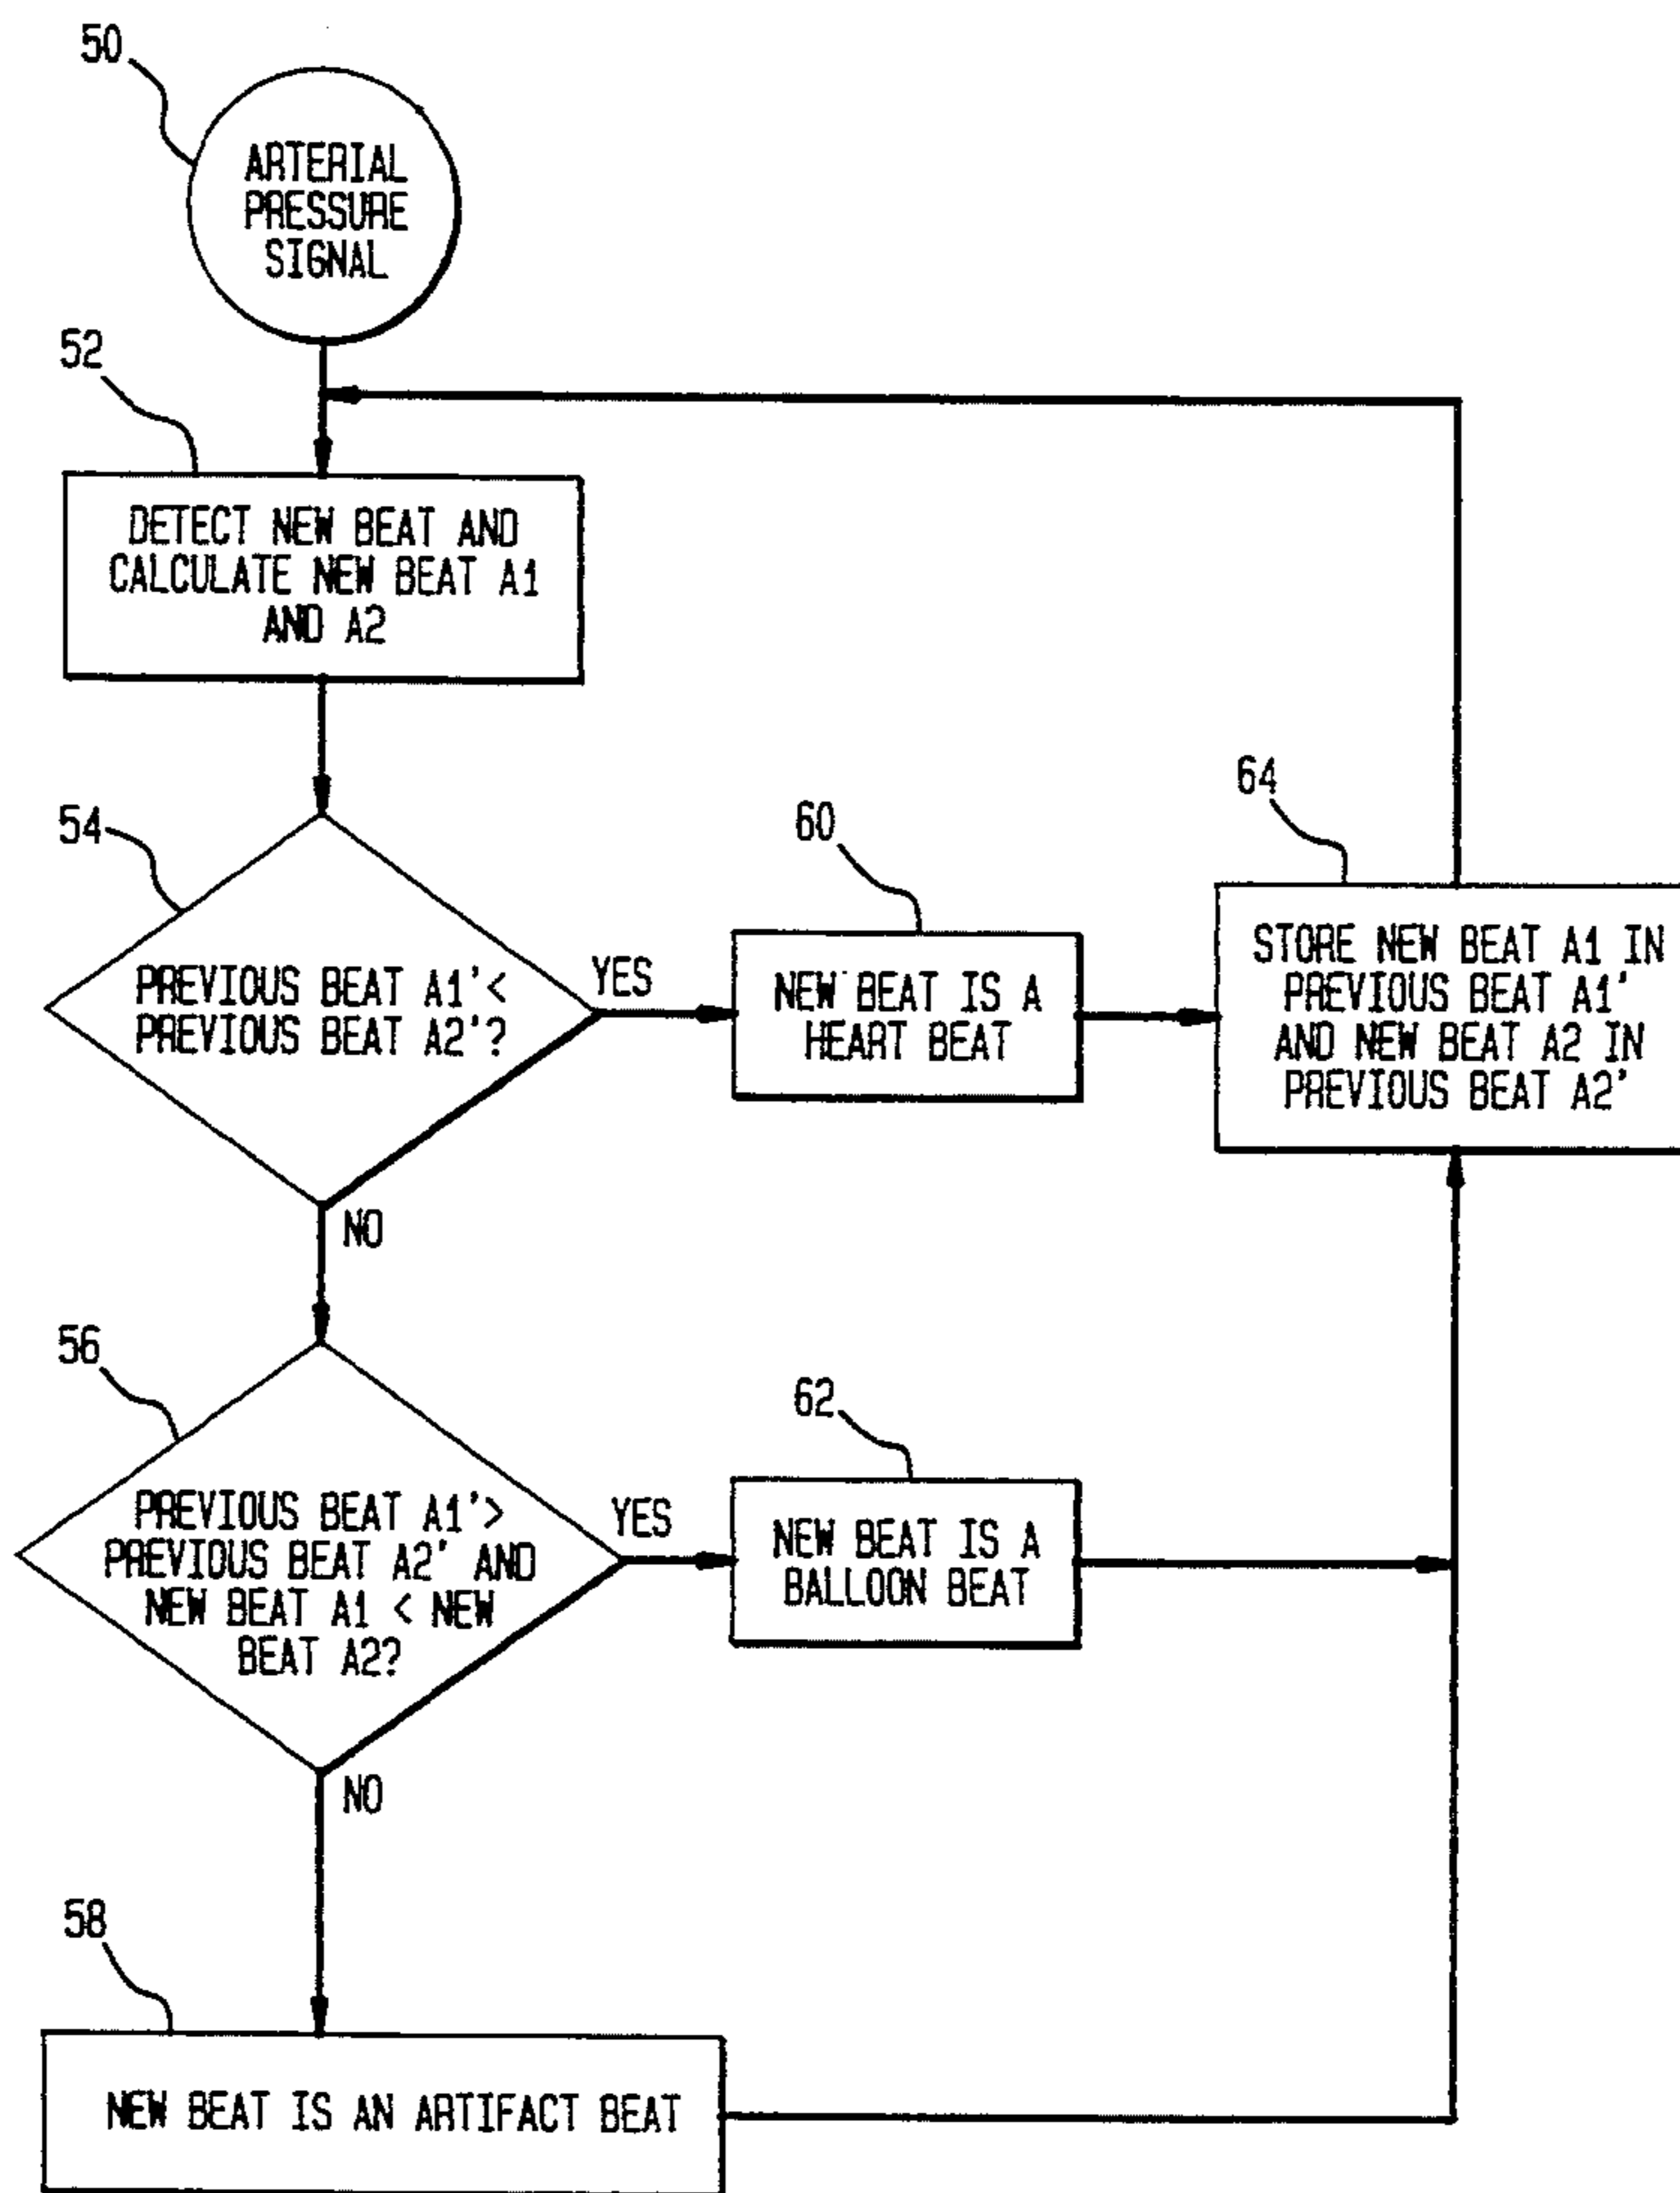 50
ARTERIAL
PRESSURE
SIGNAL
52
DETECT NEW BEAT AND
CALCULATE NEW BEAT A1
AND A2
54
PREVIOUS BEAT A1'<
PREVIOUS BEAT A2'?
YES
NO
60
NEW BEAT IS A
HEART BEAT
64
STORE NEW BEAT A1 IN
PREVIOUS BEAT A1'
AND NEW BEAT A2 IN
PREVIOUS BEAT A2'
56
PREVIOUS BEAT A1'>
PREVIOUS BEAT A2' AND
NEW BEAT A1 < NEW
BEAT A2?
YES
NO
62
NEW BEAT IS A
BALLOON BEAT
58
NEW BEAT IS AN ARTIFACT BEAT